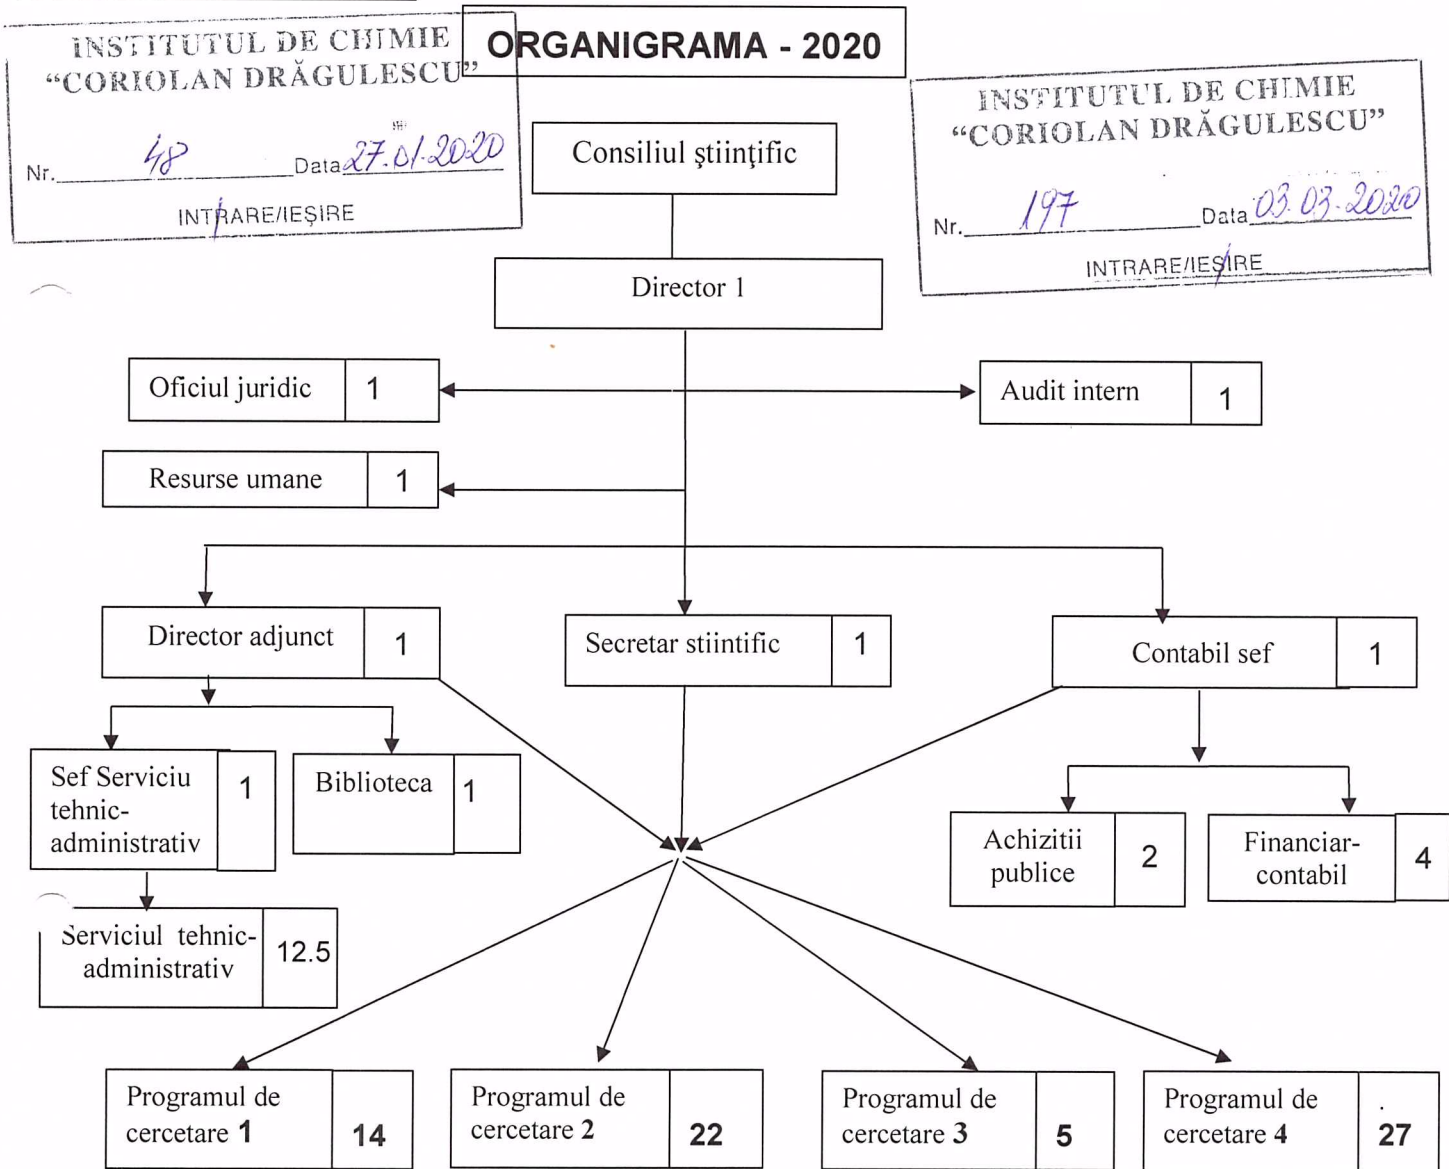 INSTITUTUL DE CHIMIE
“CORIOLAN DRĂGULESCU”
Nr. 48 Data 27.01.2020
INTRARE/IEŞIRE
ORGANIGRAMA - 2020
INSTITUTUL DE CHIMIE
“CORIOLAN DRĂGULESCU”
Nr. 197 Data 03.03.2020
INTRARE/IEŞIRE
Consiliul ştiinţific
Director 1
Oficiul juridic 1
Audit intern 1
Resurse umane 1
Director adjunct 1
Secretar stiintific 1
Contabil sef 1
Sef Serviciu
tehnic-
administrativ
1
Biblioteca 1
Achizitii
publice
2
Financiar-
contabil
4
Serviciul tehnic-
administrativ
12.5
Programul de
cercetare 1
14
Programul de
cercetare 2
22
Programul de
cercetare 3
5
Programul de
cercetare 4
27